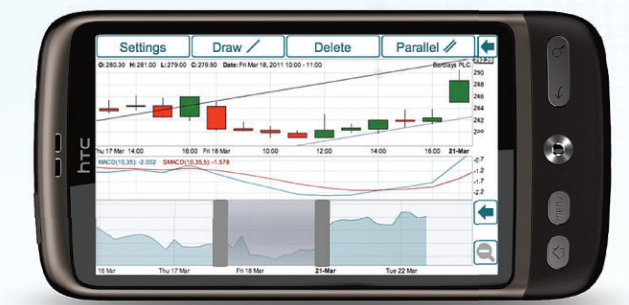 Settings Draw Delete Parallel
O: 280.30 H: 281.00 L: 279.00 C: 279.90 Date: Fri Mar 18, 2011 10:00 - 11:00 Barclays PLC
290
288
286
284
282
Thu 17 Mar 14:00 16:00 Fri 18 Mar 10:00 12:00 14:00 16:00 21-Mar
MACD(10,35): -2.002 SMACD(10,35,5): -1.578
-0.7
-1.2
-1.7
-2.2
16 Mar Thu 17 Mar Fri 18 Mar 21-Mar Tue 22 Mar
hTC
MENU